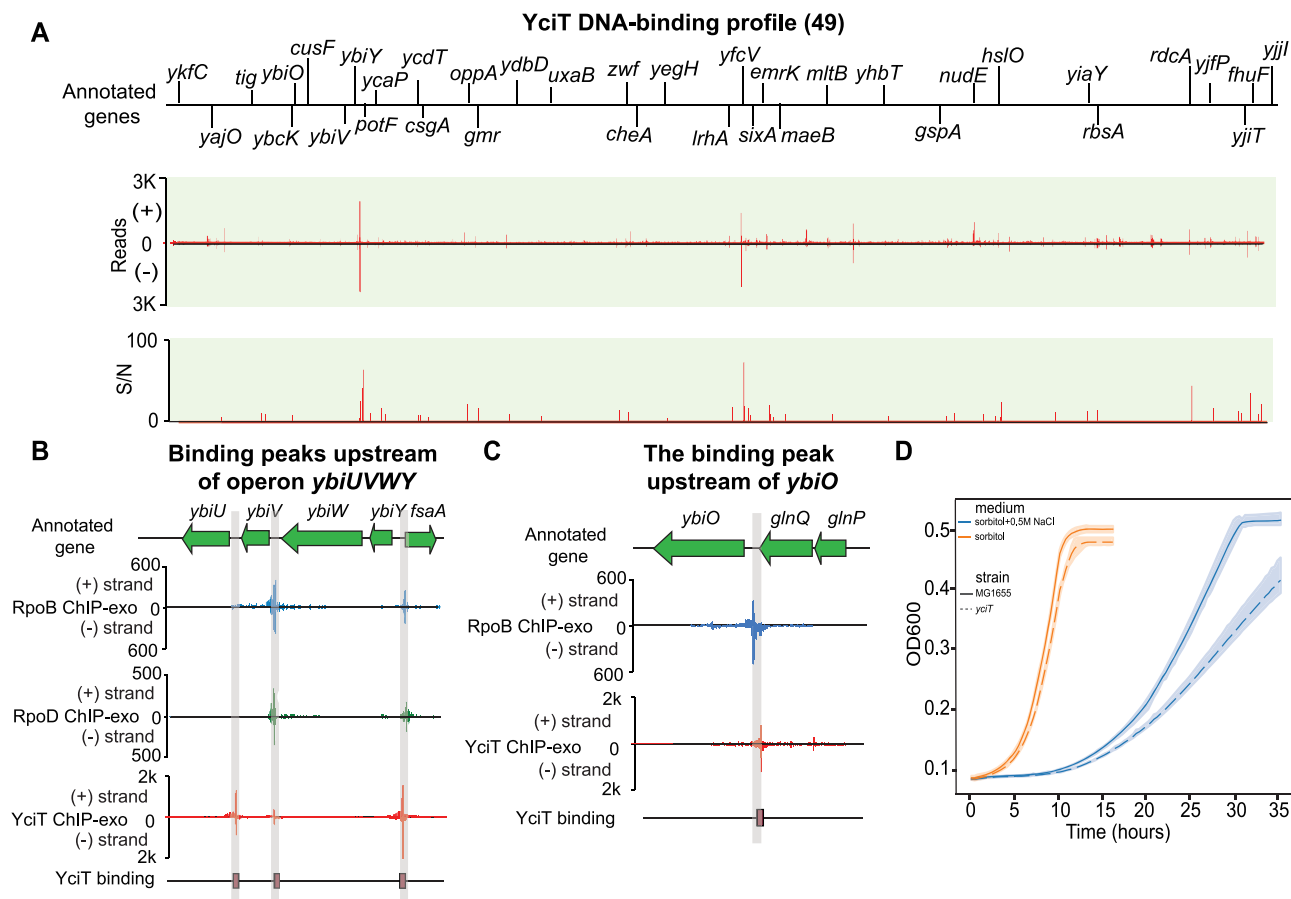 YciT DNA-binding profile (49)
A
Annotated
genes
ykfC tig ybiO cusF ybiY ycaP ycdT oppA ydbD uxaB zwf yegH yfcV emrK mltB yhbT nudE hslO yiaY rdcA yjfP fhuF yjjI
yajO ybcK ybiV potF csgA gmr cheA lrhA sixA maeB gspA rbsA yjiT
3K
(+)
Reads
0
(-)
3K
100
S/N
0
B
Binding peaks upstream
of operon ybiUVWY
Annotated
gene
ybiU ybiV ybiW ybiY fsaA
600
(+) strand
RpoB ChIP-exo 0
(-) strand
600
500
(+) strand
RpoD ChIP-exo 0
(-) strand
500
2k
(+) strand
YciT ChIP-exo 0
(-) strand
2k
YciT binding
C
The binding peak
upstream of ybiO
Annotated
gene
ybiO glnQ glnP
600
(+) strand
RpoB ChIP-exo 0
(-) strand
600
2k
(+) strand
YciT ChIP-exo 0
(-) strand
2k
YciT binding
D
medium
sorbitol+0,5M NaCl
sorbitol
strain
MG1655
yciT
OD600
0.5
0.4
0.3
0.2
0.1
0 5 10 15 20 25 30 35
Time (hours)